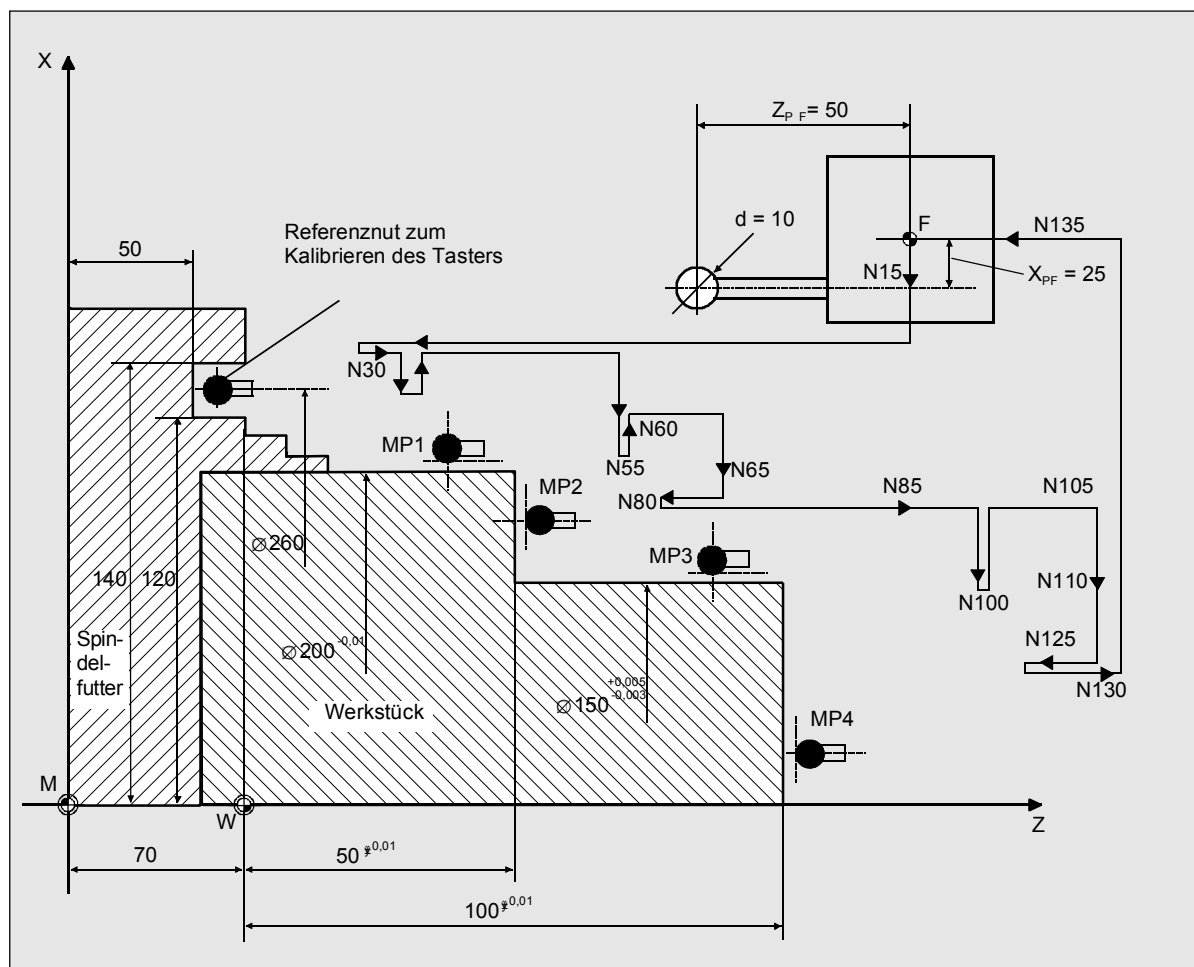 X
Z P F = 50
d = 10
F
N135
Referenznut zum
Kalibrieren des Tasters
50
N15
X PF = 25
N30
MP1
N60
N55
N65
MP2
N80
N85
N105
MP3
⌀260
140
120
N100
N110
⌀200 -0,01
Spin-
del-
futter
N125
N130
+0,005
⌀150 -0,003
Werkstück
MP4
M
W
Z
70
50 0,01
100 0,01